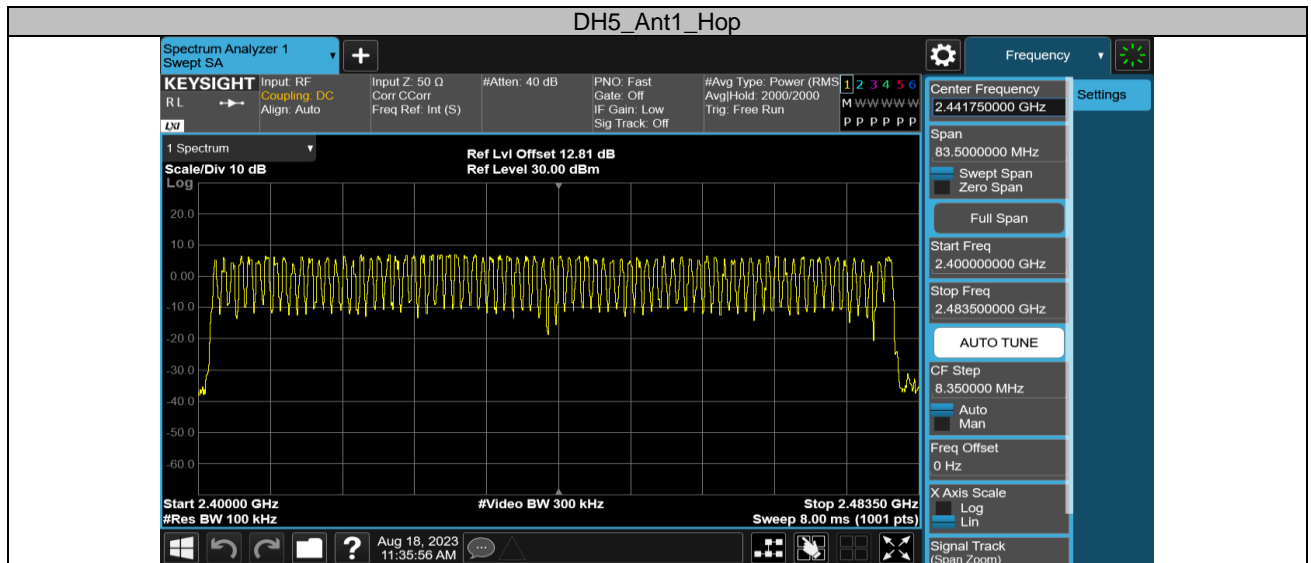 DH5_Ant1_Hop
Spectrum Analyzer 1
Swept SA
Frequency
KEYSIGHT
R L
LXI
Input: RF
Coupling: DC
Align: Auto
Input Z: 50 Ω
Corr CCorr
Freq Ref: Int (S)
#Atten: 40 dB
PNO: Fast
Gate: Off
IF Gain: Low
Sig Track: Off
#Avg Type: Power (RMS
Avg|Hold: 2000/2000
Trig: Free Run
1 2 3 4 5 6
M W W W W W
P P P P P P
1 Spectrum
Scale/Div 10 dB
Ref Lvl Offset 12.81 dB
Ref Level 30.00 dBm
Log
20.0
10.0
0.00
-10.0
-20.0
-30.0
-40.0
-50.0
-60.0
Start 2.40000 GHz
#Res BW 100 kHz
#Video BW 300 kHz
Stop 2.48350 GHz
Sweep 8.00 ms (1001 pts)
Aug 18, 2023
11:35:56 AM
Center Frequency
2.441750000 GHz
Settings
Span
83.5000000 MHz
Swept Span
Zero Span
Full Span
Start Freq
2.400000000 GHz
Stop Freq
2.483500000 GHz
AUTO TUNE
CF Step
8.350000 MHz
Auto
Man
Freq Offset
0 Hz
X Axis Scale
Log
Lin
Signal Track
(Span Zoom)